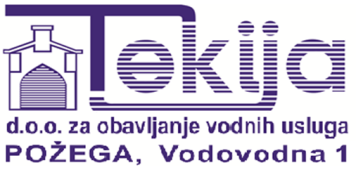 Tekija
d.o.o. za obavljanje vodnih usluga
POŽEGA, Vodovodna 1